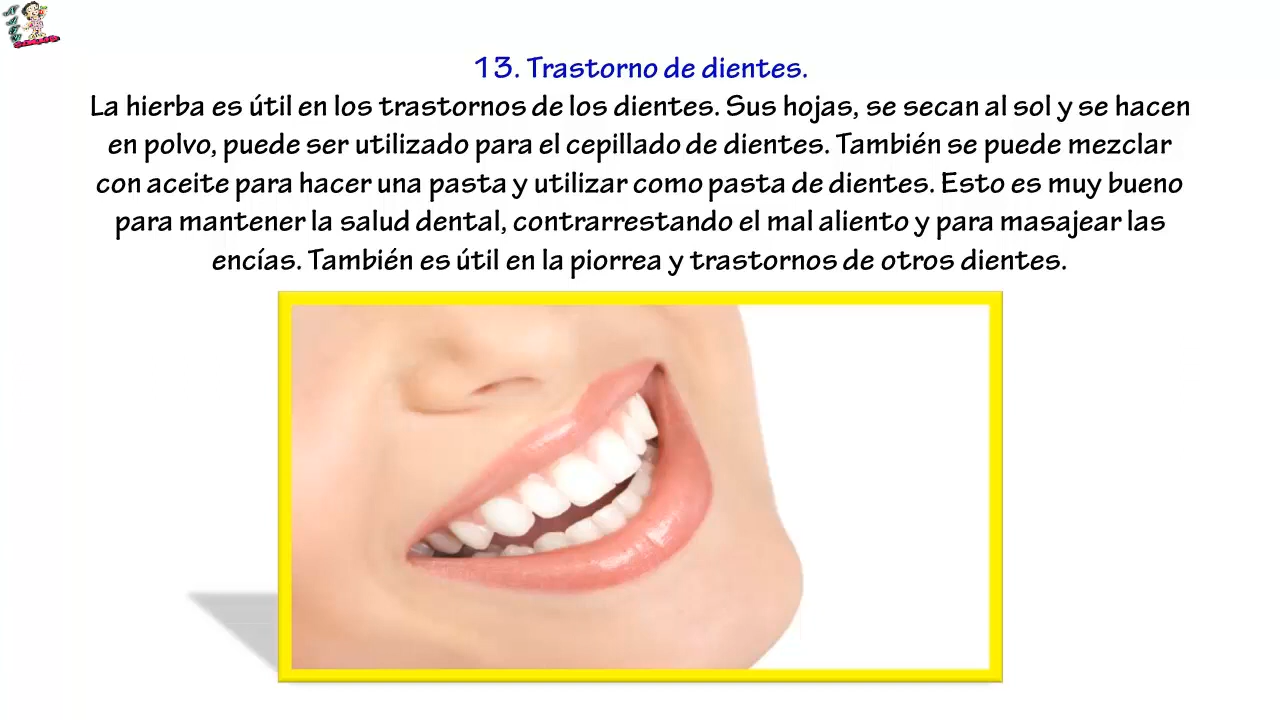 13. Trastorno de dientes.
La hierba es útil en los trastornos de los dientes. Sus hojas, se secan al sol y se hacen
en polvo, puede ser utilizado para el cepillado de dientes. También se puede mezclar
con aceite para hacer una pasta y utilizar como pasta de dientes. Esto es muy bueno
para mantener la salud dental, contrarrestando el mal aliento y para masajear las
encías. También es útil en la piorrea y trastornos de otros dientes.